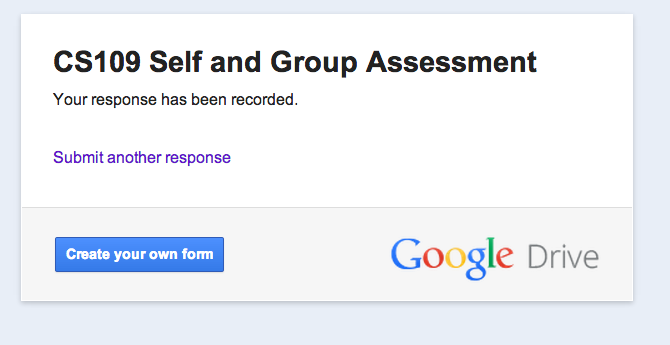 CS109 Self and Group Assessment
Your response has been recorded.
Submit another response
Create your own form
Google Drive